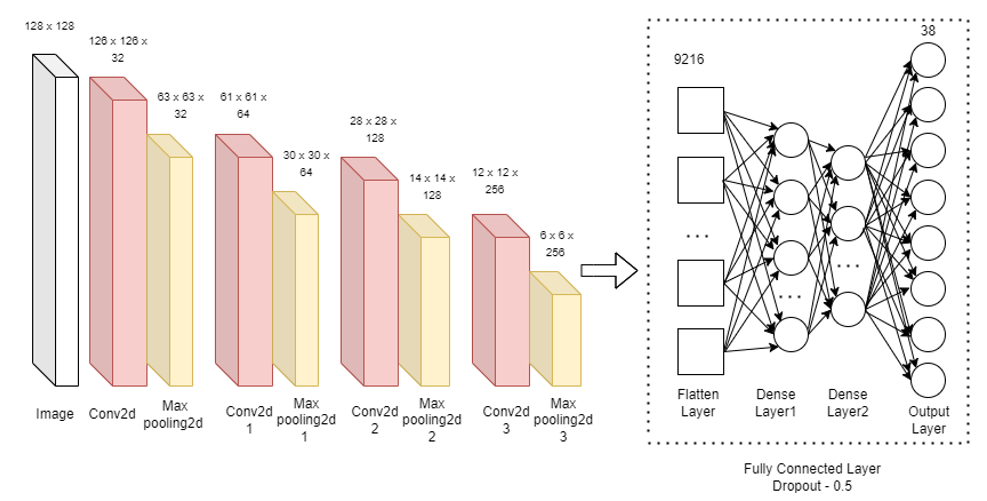 128 x 128
126 x 126 x
32
63 x 63 x
32
61 x 61 x
64
30 x 30 x
64
28 x 28 x
128
14 x 14 x
128
12 x 12 x
256
6 x 6 x
256
Image
Conv2d
Max
pooling2d
Conv2d
1
Max
pooling2d
1
Conv2d
2
Max
pooling2d
2
Conv2d
3
Max
pooling2d
3
9216
38
...
...
...
Flatten
Layer
Dense
Layer1
Dense
Layer2
Output
Layer
Fully Connected Layer
Dropout - 0.5